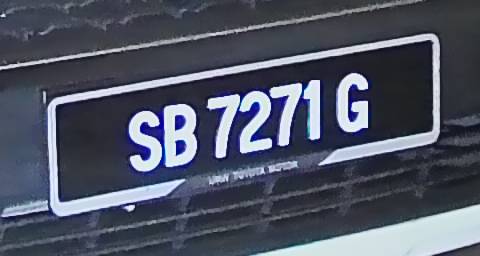 SB 7271 G
UMW TOYOTA MOTOR